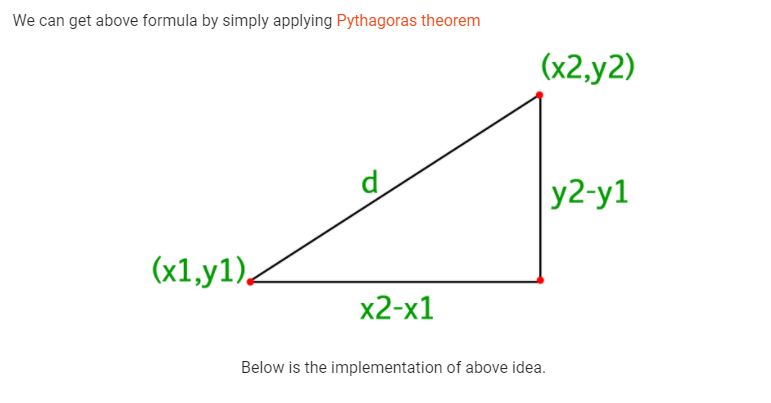 We can get above formula by simply applying Pythagoras theorem
(x2,y2)
d
y2-y1
(x1,y1)
x2-x1
Below is the implementation of above idea.